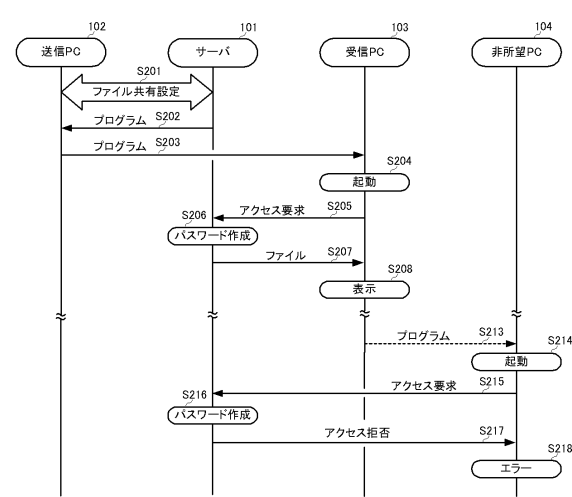 102
101
103
104
送信PC
サーバ
受信PC
非所望PC
S201
ファイル共有設定
プログラム
S202
プログラム
S203
S204
起動
アクセス要求
S205
S206
パスワード作成
ファイル
S207
S208
表示
プログラム
S213
S214
起動
アクセス要求
S215
S216
パスワード作成
アクセス拒否
S217
S218
エラー